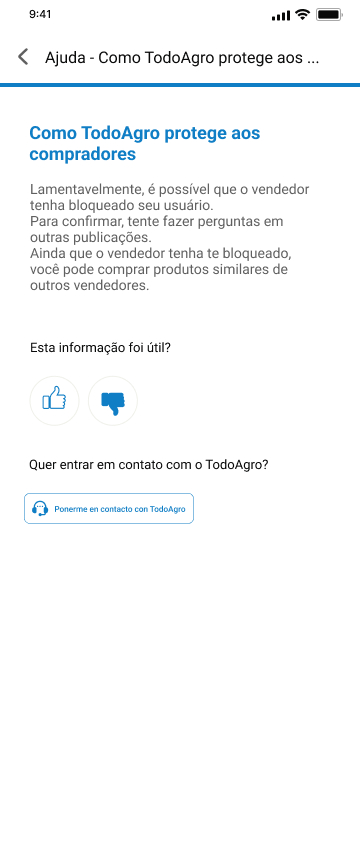 9:41
Ajuda - Como TodoAgro protege aos ...
Como TodoAgro protege aos
compradores
Lamentavelmente, é possível que o vendedor
tenha bloqueado seu usuário.
Para confirmar, tente fazer perguntas em
outras publicações.
Ainda que o vendedor tenha te bloqueado,
você pode comprar produtos similares de
outros vendedores.
Esta informação foi útil?
Quer entrar em contato com o TodoAgro?
Ponerme en contacto con TodoAgro